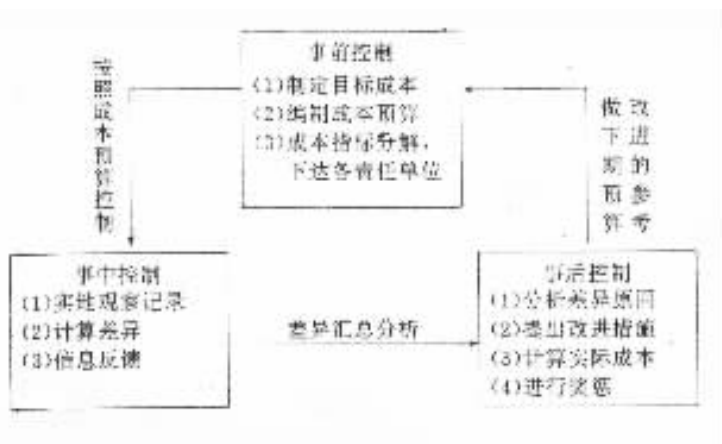 事前控制
(1)制定目标成本
(2)编制成本预算
(3)成本指标分解，
下达各责任单位
按照成本预算控制
做下期预算
改进的参考
事中控制
(1)实地观察记录
(2)计算差异
(3)信息反馈
差异汇总分析
事后控制
(1)分析差异原因
(2)提出改进措施
(3)计算实际成本
(4)进行奖惩